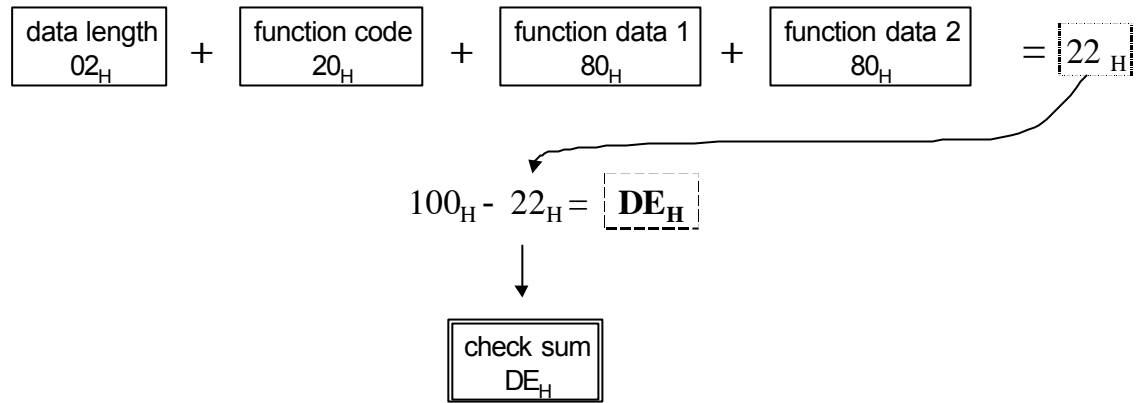 data length + function code + function data 1 + function data 2 = 22 H
02H 20H 80H 80H
100H - 22H = DEH
check sum
DEH